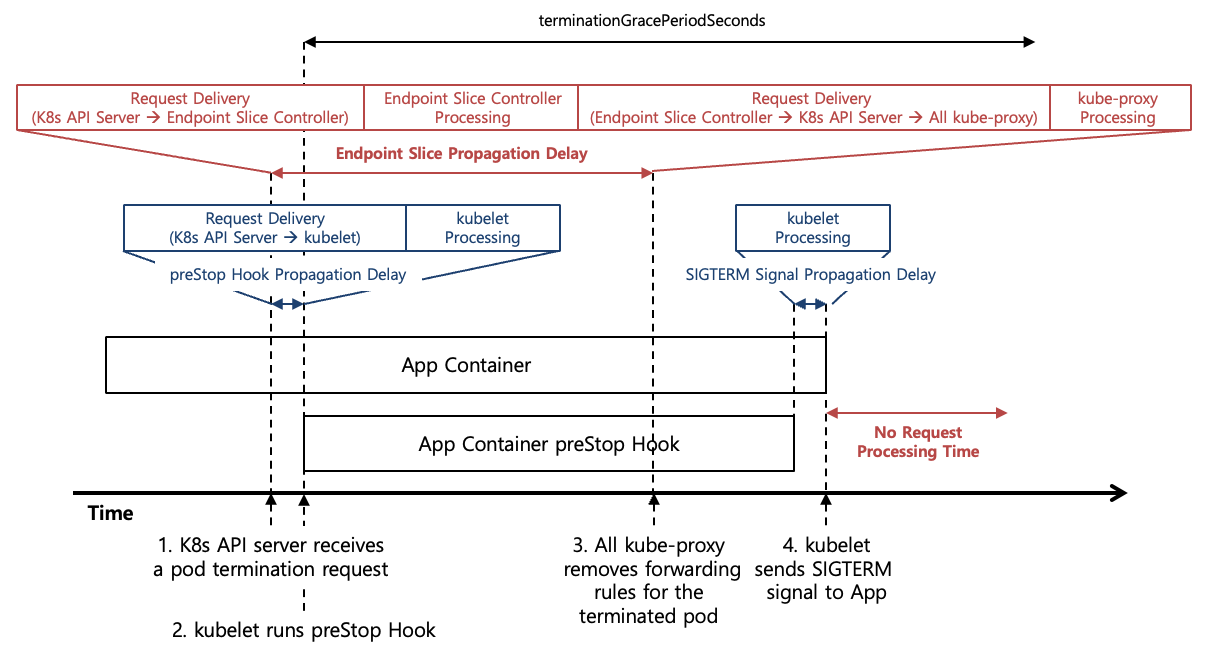 terminationGracePeriodSeconds
Request Delivery
(K8s API Server → Endpoint Slice Controller)
Endpoint Slice Controller
Processing
Request Delivery
(Endpoint Slice Controller → K8s API Server → All kube-proxy)
kube-proxy
Processing
Endpoint Slice Propagation Delay
Request Delivery
(K8s API Server → kubelet)
kubelet
Processing
kubelet
Processing
preStop Hook Propagation Delay
SIGTERM Signal Propagation Delay
App Container
App Container preStop Hook
No Request
Processing Time
Time
1. K8s API server receives
a pod termination request
2. kubelet runs preStop Hook
3. All kube-proxy
removes forwarding
rules for the
terminated pod
4. kubelet
sends SIGTERM
signal to App